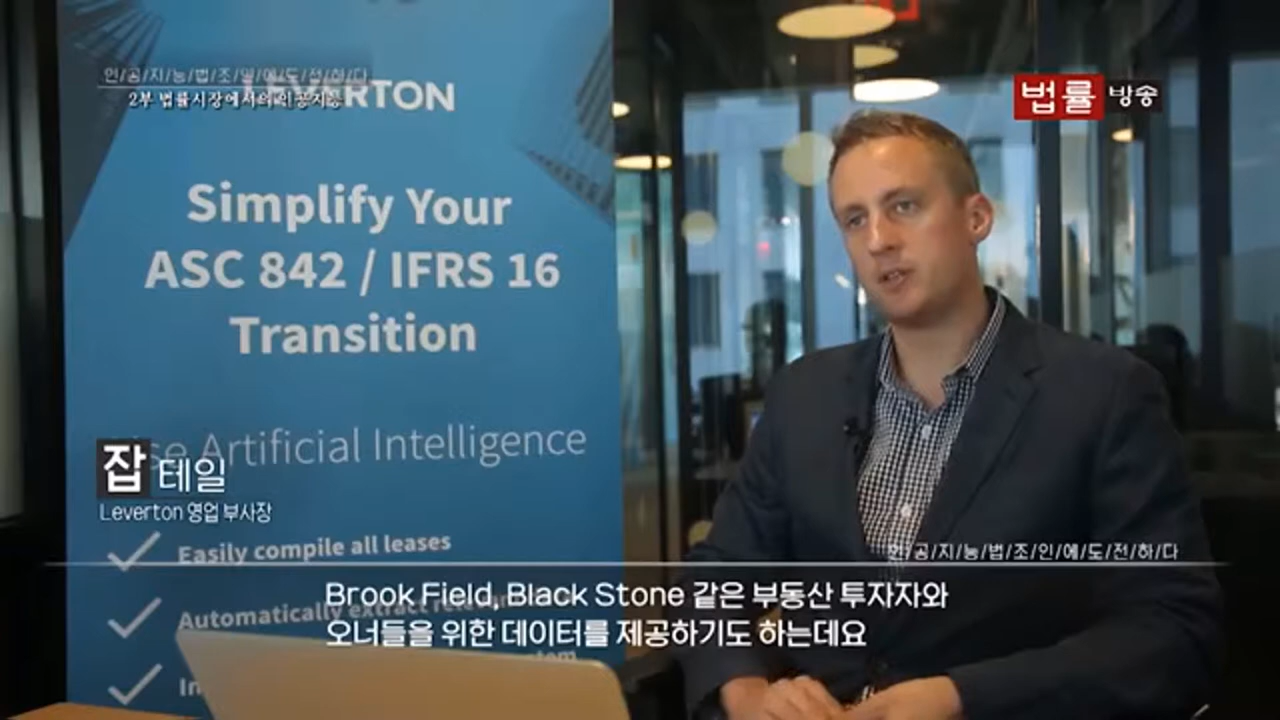 인/공/지/능/법/조/인/에/도/전/하/다
2부 법률시장에서의 인공지능
LEVERTON
법률방송
Simplify Your
ASC 842 / IFRS 16
Transition
Artificial Intelligence
잡 테일
Leverton 영업 부사장
Easily compile all leases
인/공/지/능/법/조/인/에/도/전/하/다
Automatically extract
Brook Field, Black Stone 같은 부동산 투자자와
오너들을 위한 데이터를 제공하기도 하는데요